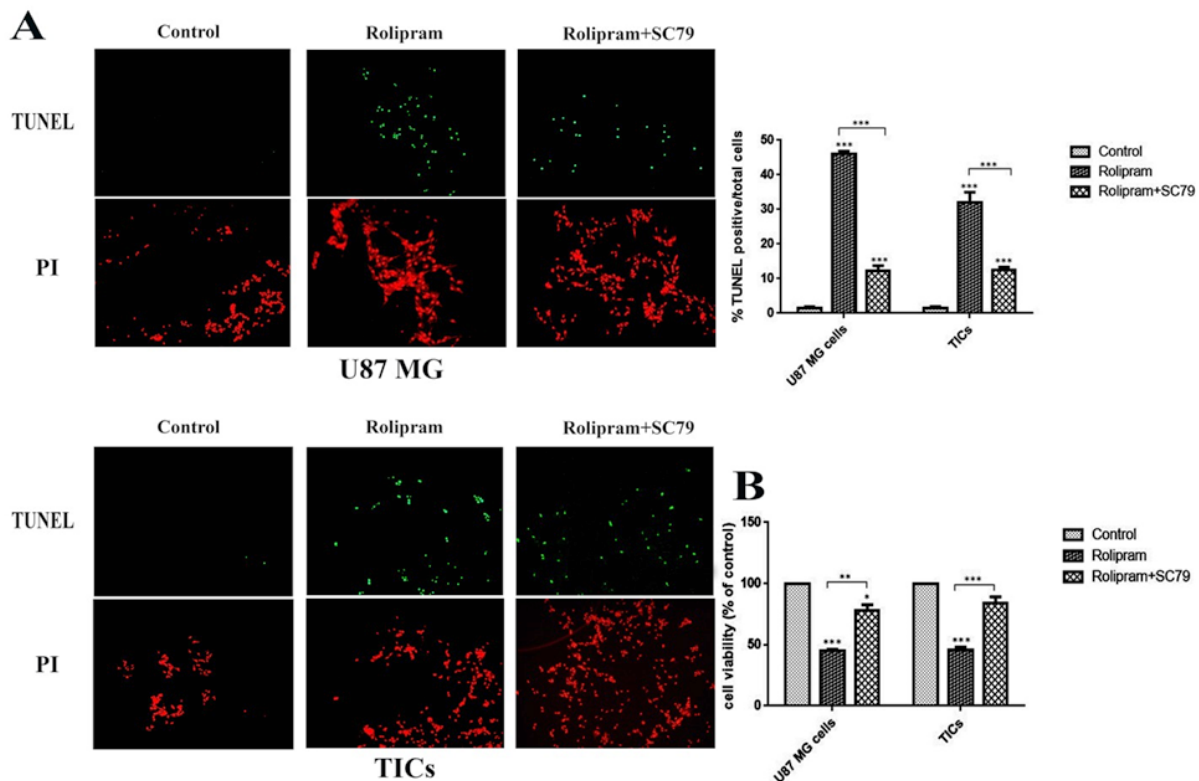 A
Control Rolipram Rolipram+SC79
TUNEL
PI
U87 MG
% TUNEL positive/total cells
50
40
30
20
10
0
***
***
***
***
***
***
U87 MG cells
TICs
Control
Rolipram
Rolipram+SC79
Control Rolipram Rolipram+SC79
TUNEL
PI
TICs
B
cell viability (% of control)
150
100
50
0
**
***
*
***
***
U87 MG cells
TICs
Control
Rolipram
Rolipram+SC79